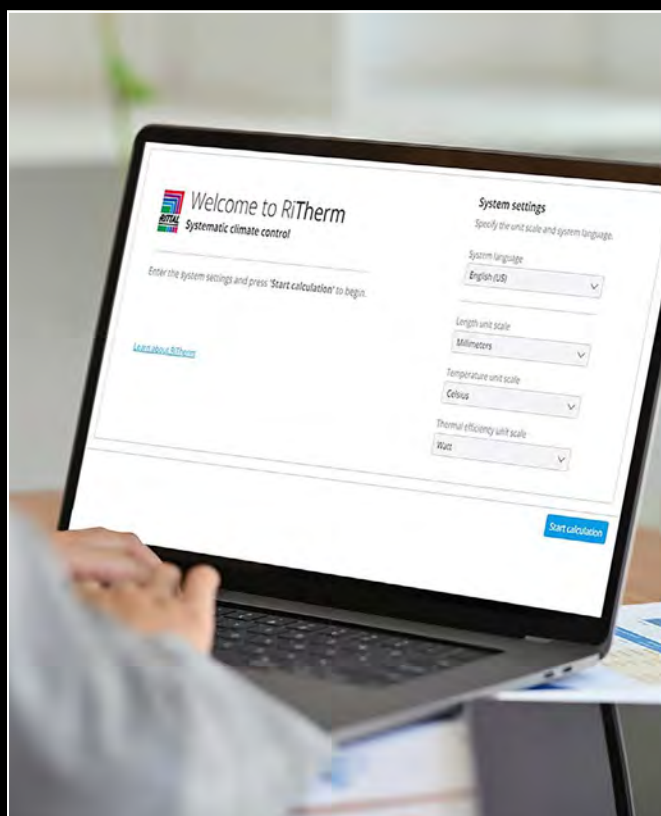 Welcome to RiTherm
RITTAL
Systematic climate control
Enter the system settings and press 'Start calculation' to begin.
Learn about RiTherm
System settings
Specify the unit scale and system language.
System language
English (US)
Length unit scale
Millimeters
Temperature unit scale
Celsius
Thermal efficiency unit scale
Watt
Start calculation